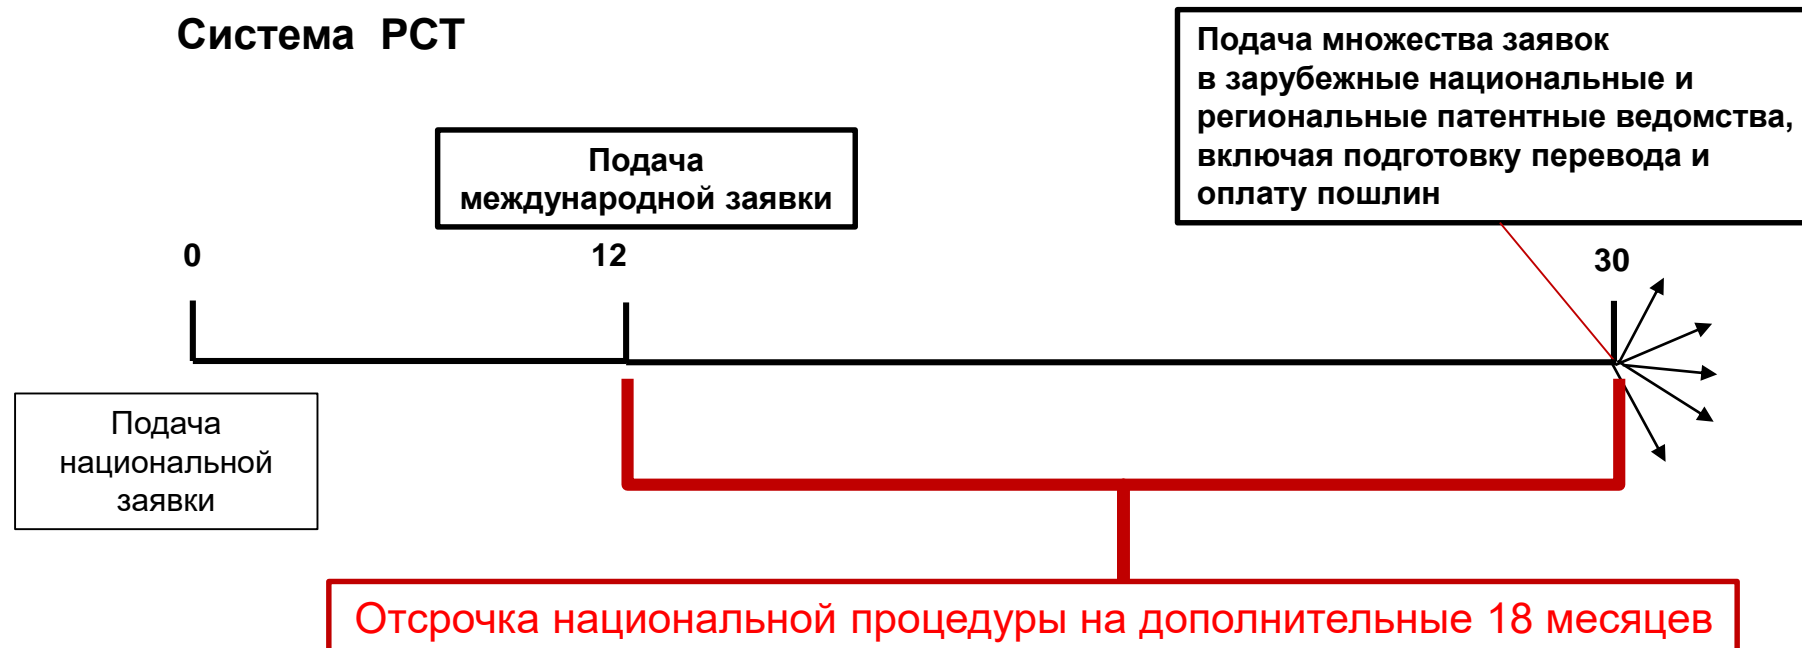 Система РСТ
Подача множества заявок
в зарубежные национальные и
региональные патентные ведомства,
включая подготовку перевода и
оплату пошлин
Подача
международной заявки
0
12
30
Подача
национальной
заявки
Отсрочка национальной процедуры на дополнительные 18 месяцев